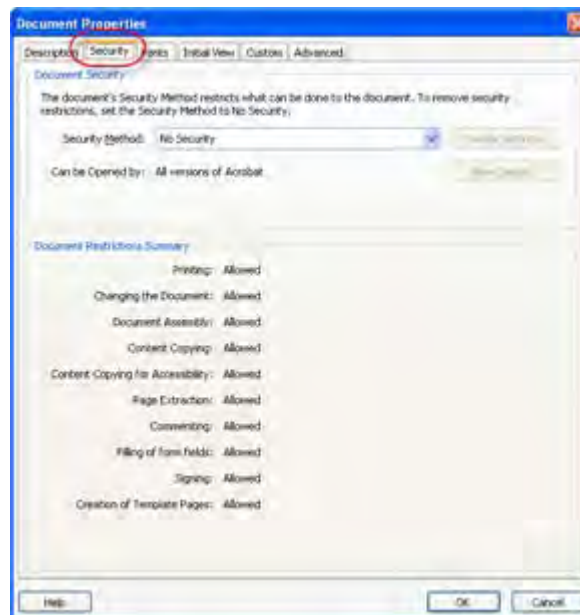 Document Properties
Description Security Fonts Initial View Custom Advanced
Document Security
The document's Security Method restricts what can be done to the document. To remove security
restrictions, set the Security Method to No Security.
Security Method: No Security
Can be Opened by: All versions of Acrobat
Document Restrictions Summary
Printing: Allowed
Changing the Document: Allowed
Document Assembly: Allowed
Content Copying: Allowed
Content Copying for Accessibility: Allowed
Page Extraction: Allowed
Commenting: Allowed
Filling of form fields: Allowed
Signing: Allowed
Creation of Template Pages: Allowed
Help OK Cancel